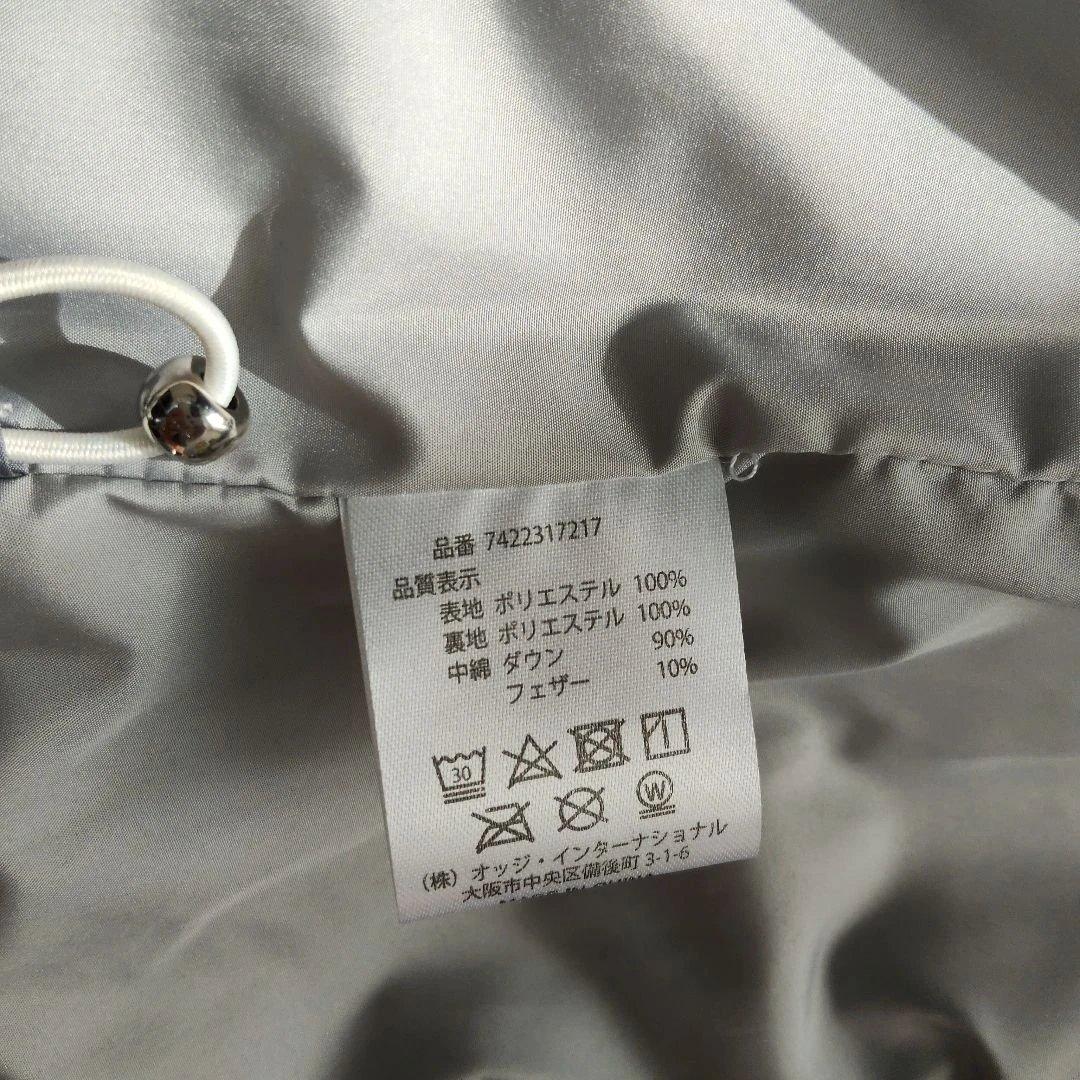 品番 7422317217
品質表示
表地 ポリエステル 100%
裏地 ポリエステル 100%
中綿 ダウン 90%
フェザー 10%
30
W
(株) オッジ・インターナショナル
大阪市中央区備後町 3-1-6